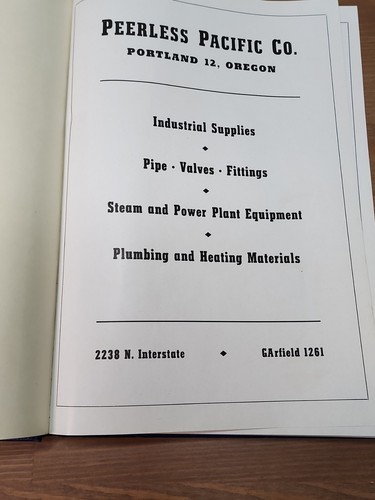 PEERLESS PACIFIC CO.
PORTLAND 12, OREGON
Industrial Supplies
Pipe · Valves · Fittings
Steam and Power Plant Equipment
Plumbing and Heating Materials
2238 N. Interstate ◆ GArfield 1261